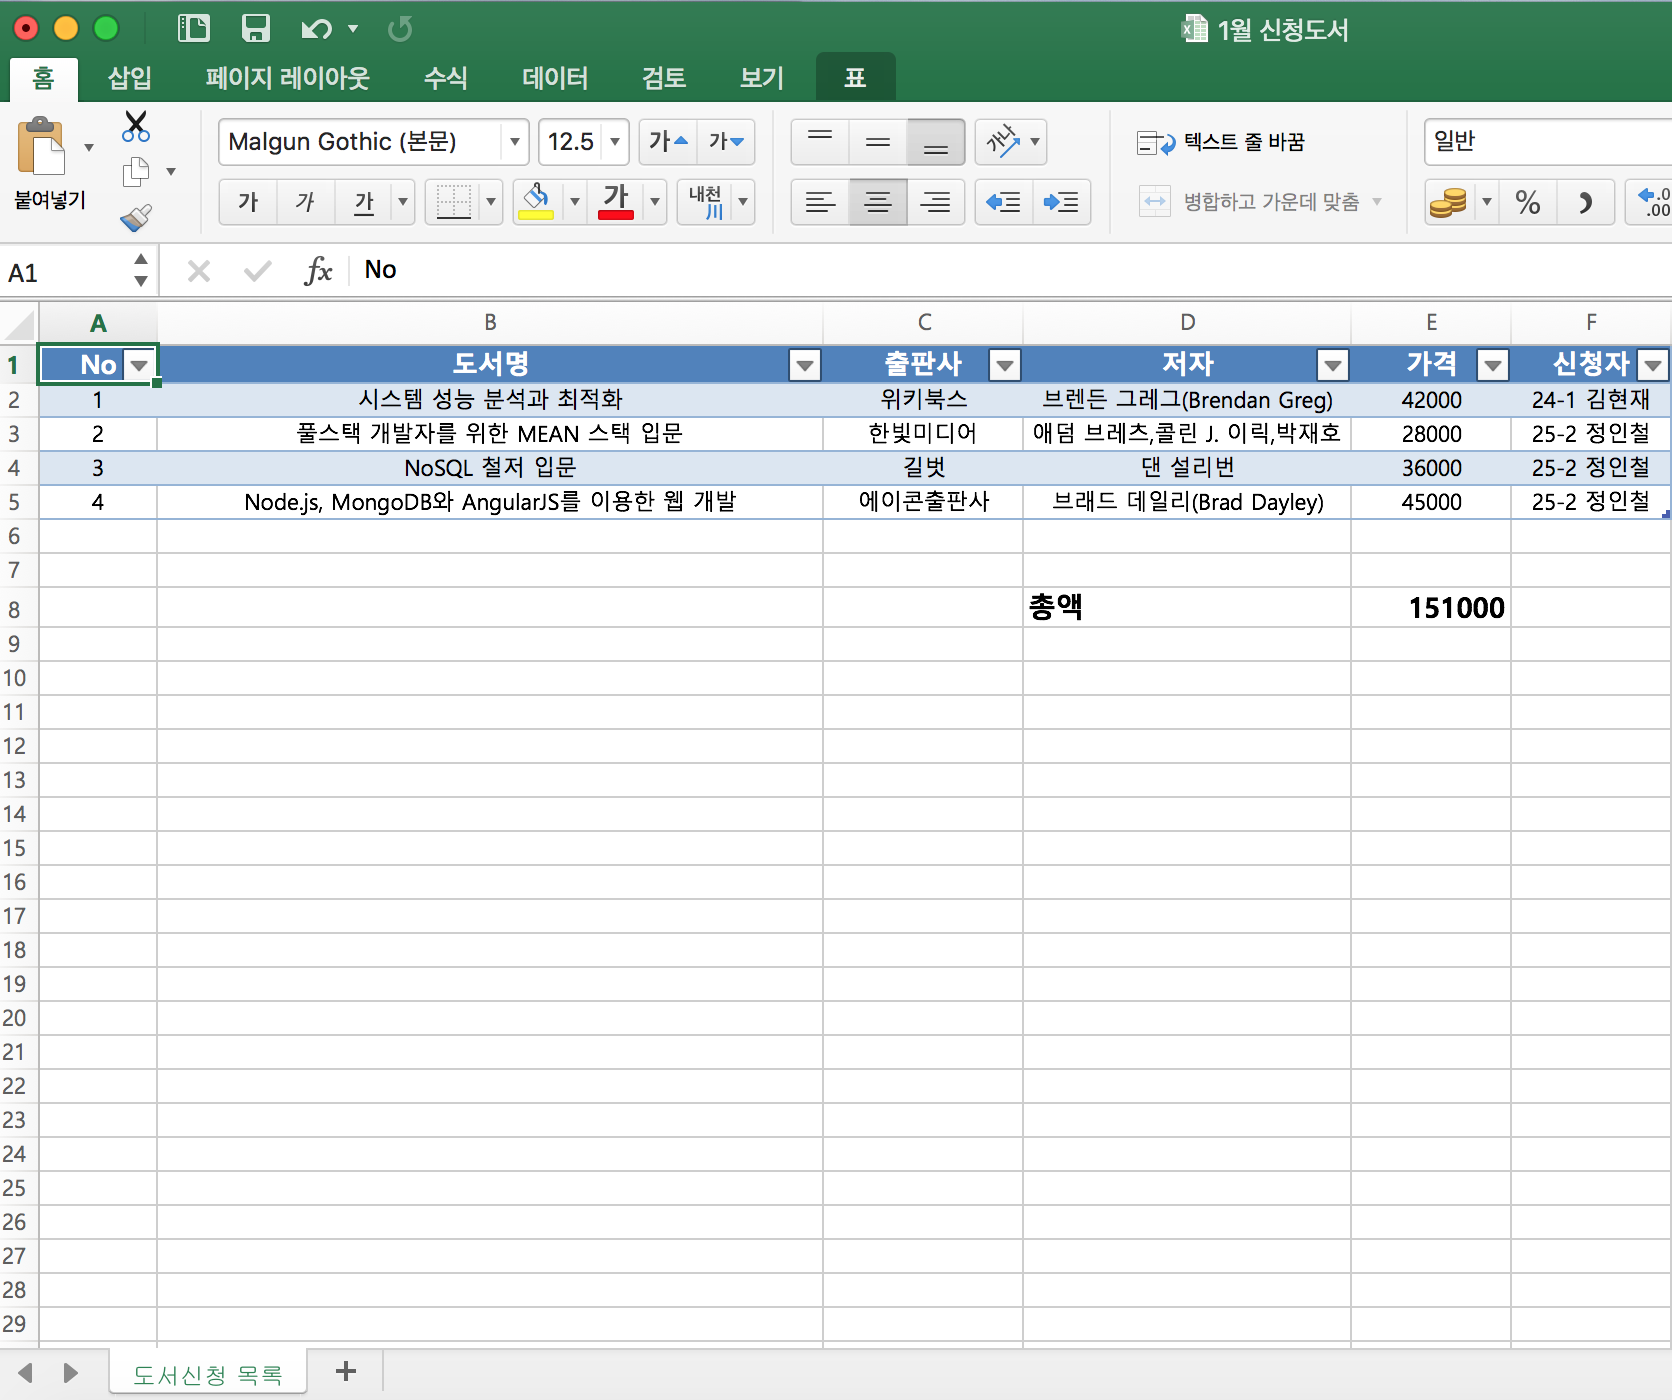 1월 신청도서
홈 삽입 페이지 레이아웃 수식 데이터 검토 보기 표
붙여넣기
Malgun Gothic (본문) 12.5 가 가
가 가 가 가 내천 川
가나
텍스트 줄 바꿈
병합하고 가운데 맞춤
일반
% .0 .00
A1 fx No
A B C D E F
1 No 도서명 출판사 저자 가격 신청자
2 1 시스템 성능 분석과 최적화 위키북스 브렌든 그레그(Brendan Greg) 42000 24-1 김현재
3 2 풀스택 개발자를 위한 MEAN 스택 입문 한빛미디어 애덤 브레츠,콜린 J. 이릭,박재호 28000 25-2 정인철
4 3 NoSQL 철저 입문 길벗 댄 설리번 36000 25-2 정인철
5 4 Node.js, MongoDB와 AngularJS를 이용한 웹 개발 에이콘출판사 브래드 데일리(Brad Dayley) 45000 25-2 정인철
6
7
8 총액 151000
9
10
11
12
13
14
15
16
17
18
19
20
21
22
23
24
25
26
27
28
29
도서신청 목록 +